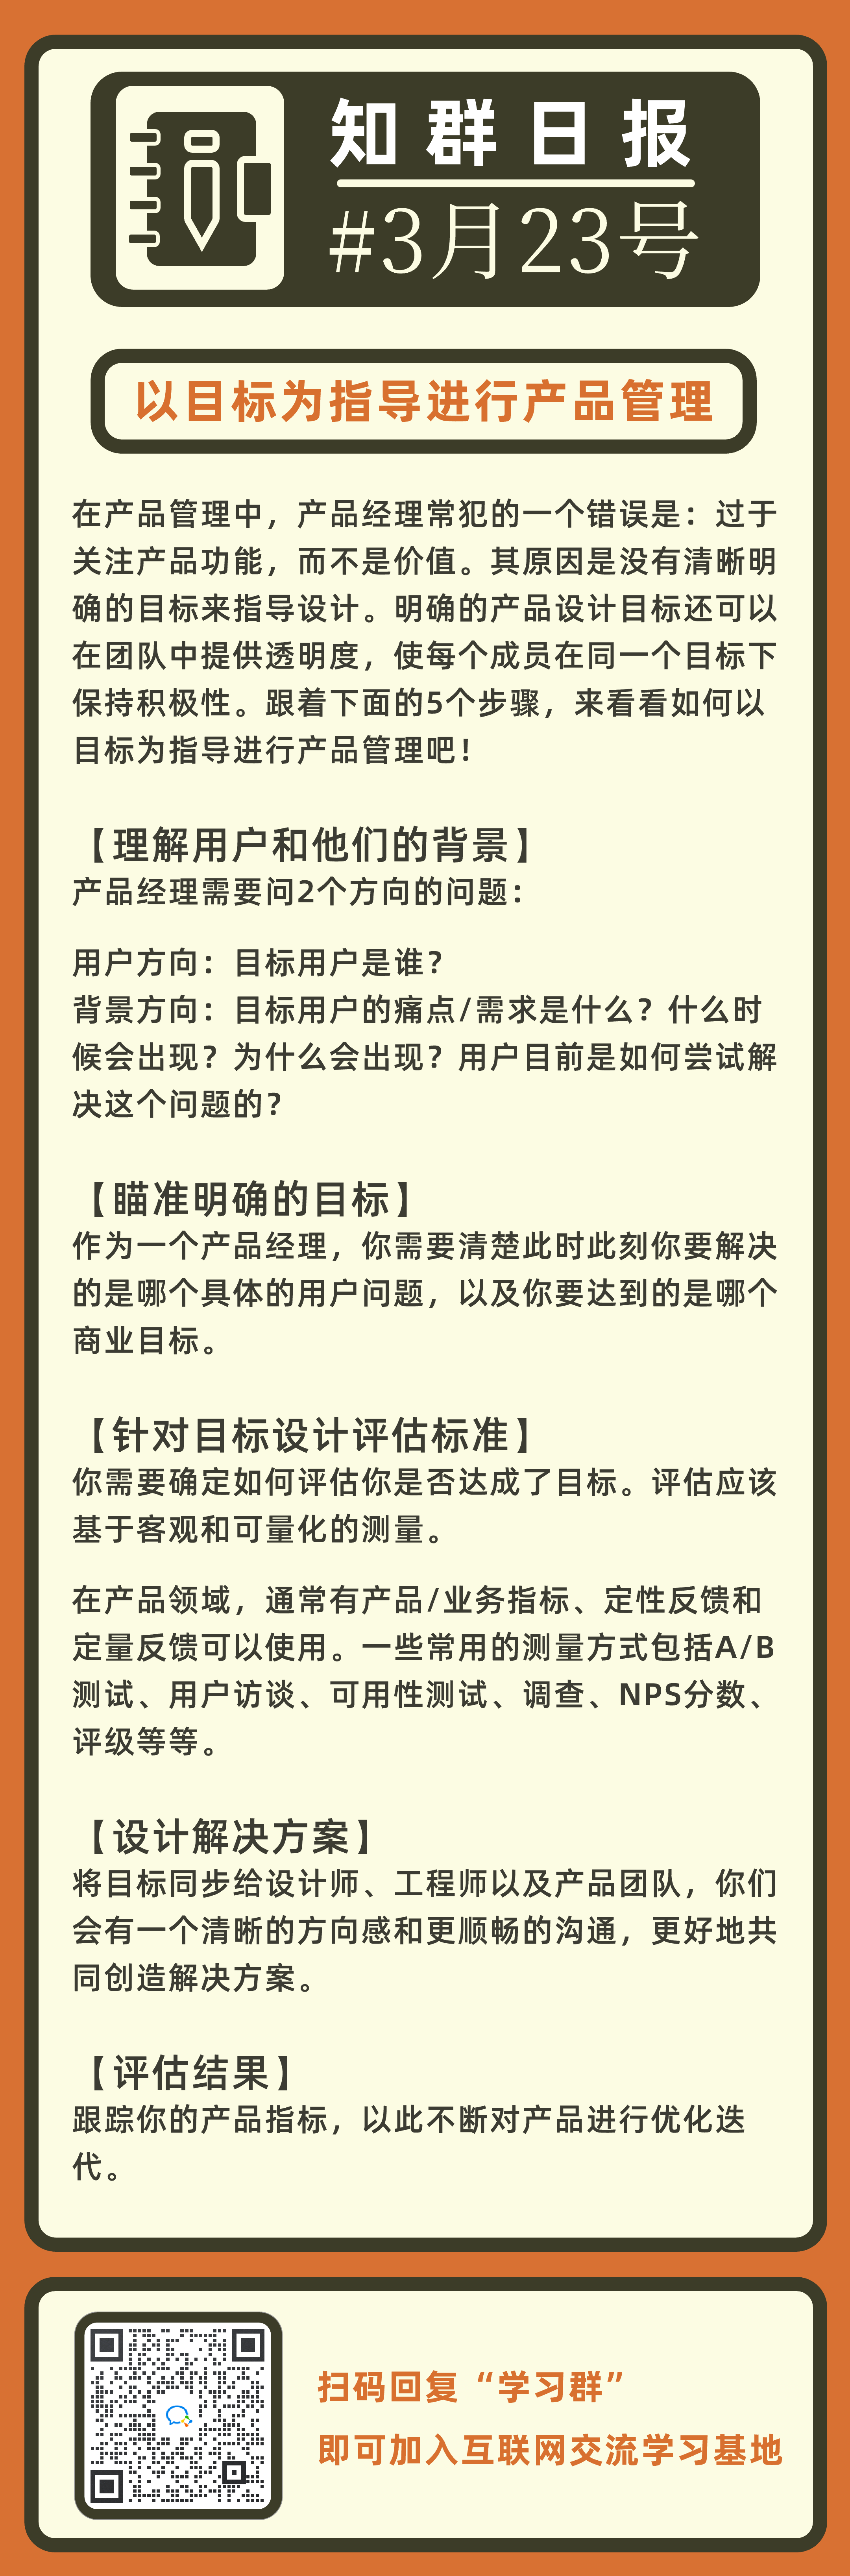 知群日报
#3月23号
以目标为指导进行产品管理
在产品管理中，产品经理常犯的一个错误是：过于
关注产品功能，而不是价值。其原因是没有清晰明
确的目标来指导设计。明确的产品设计目标还可以
在团队中提供透明度，使每个成员在同一个目标下
保持积极性。跟着下面的5个步骤，来看看如何以
目标为指导进行产品管理吧！
【理解用户和他们的背景】
产品经理需要问2个方向的问题：
用户方向：目标用户是谁？
背景方向：目标用户的痛点/需求是什么？什么时
候会出现？为什么会出现？用户目前是如何尝试解
决这个问题的？
【瞄准明确的目标】
作为一个产品经理，你需要清楚此时此刻你要解决
的是哪个具体的用户问题，以及你要达到的是哪个
商业目标。
【针对目标设计评估标准】
你需要确定如何评估你是否达成了目标。评估应该
基于客观和可量化的测量。
在产品领域，通常有产品/业务指标、定性反馈和
定量反馈可以使用。一些常用的测量方式包括A/B
测试、用户访谈、可用性测试、调查、NPS分数、
评级等等。
【设计解决方案】
将目标同步给设计师、工程师以及产品团队，你们
会有一个清晰的方向感和更顺畅的沟通，更好地共
同创造解决方案。
【评估结果】
跟踪你的产品指标，以此不断对产品进行优化迭
代。
扫码回复“学习群”
即可加入互联网交流学习基地